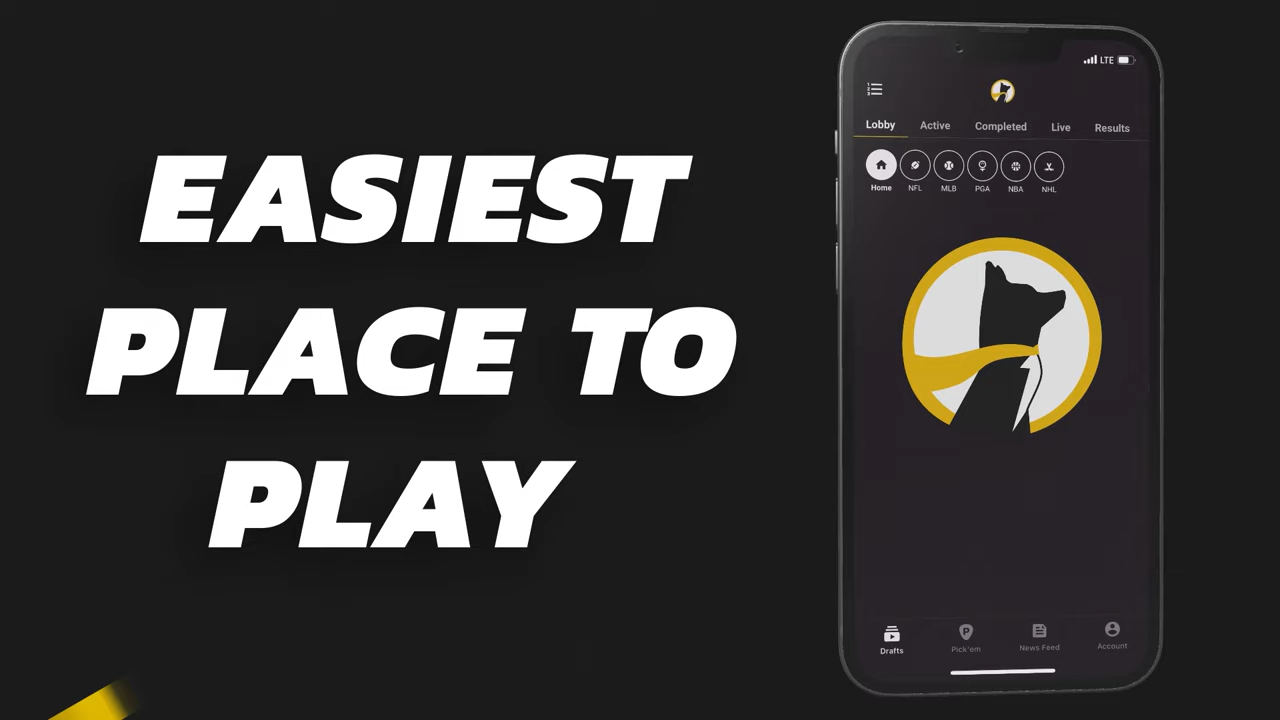 EASIEST
PLACE TO
PLAY
LTE
Lobby Active Completed Live Results
Home NFL MLB PGA NBA NHL
Drafts Pick'em News Feed Account